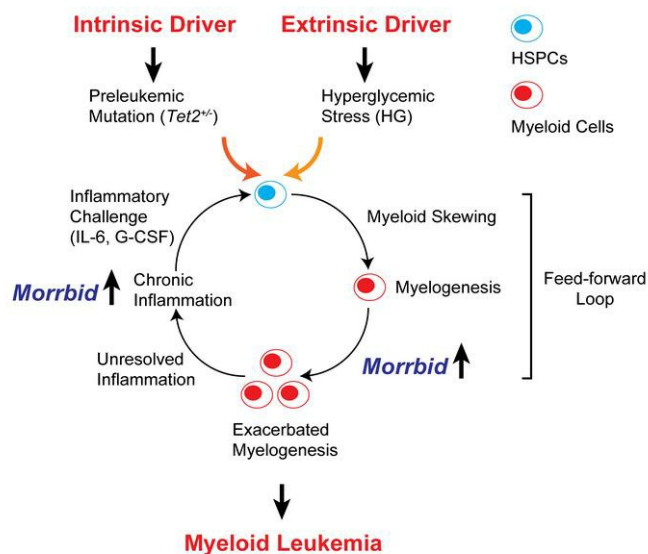 Intrinsic Driver
Extrinsic Driver
HSPCs
Myeloid Cells
Preleukemic
Mutation (Tet2+/-)
Hyperglycemic
Stress (HG)
Inflammatory
Challenge
(IL-6, G-CSF)
Myeloid Skewing
Morrbid
Chronic
Inflammation
Myelogenesis
Feed-forward
Loop
Unresolved
Inflammation
Morrbid
Exacerbated
Myelogenesis
Myeloid Leukemia